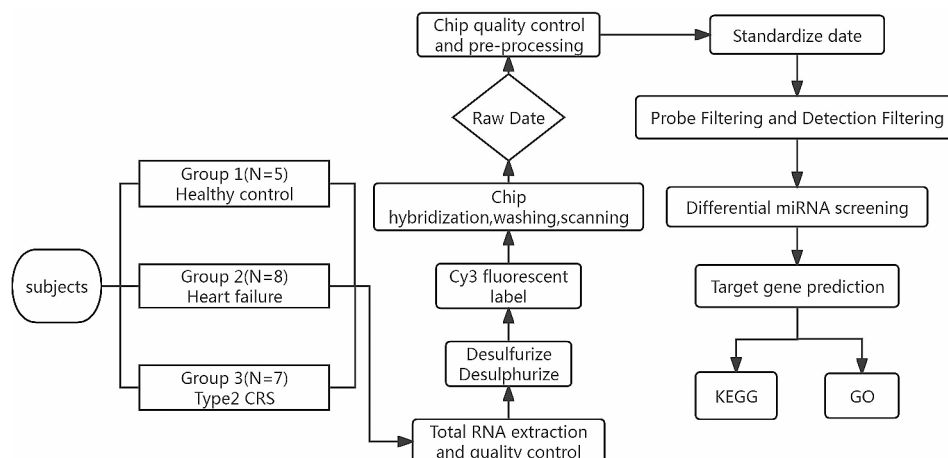 subjects
Group 1(N=5)
Healthy control
Group 2(N=8)
Heart failure
Group 3(N=7)
Type2 CRS
Total RNA extraction
and quality control
Desulfurize
Desulphurize
Cy3 fluorescent
label
Chip
hybridization,washing,scanning
Raw Date
Chip quality control
and pre-processing
Standardize date
Probe Filtering and Detection Filtering
Differential miRNA screening
Target gene prediction
KEGG
GO